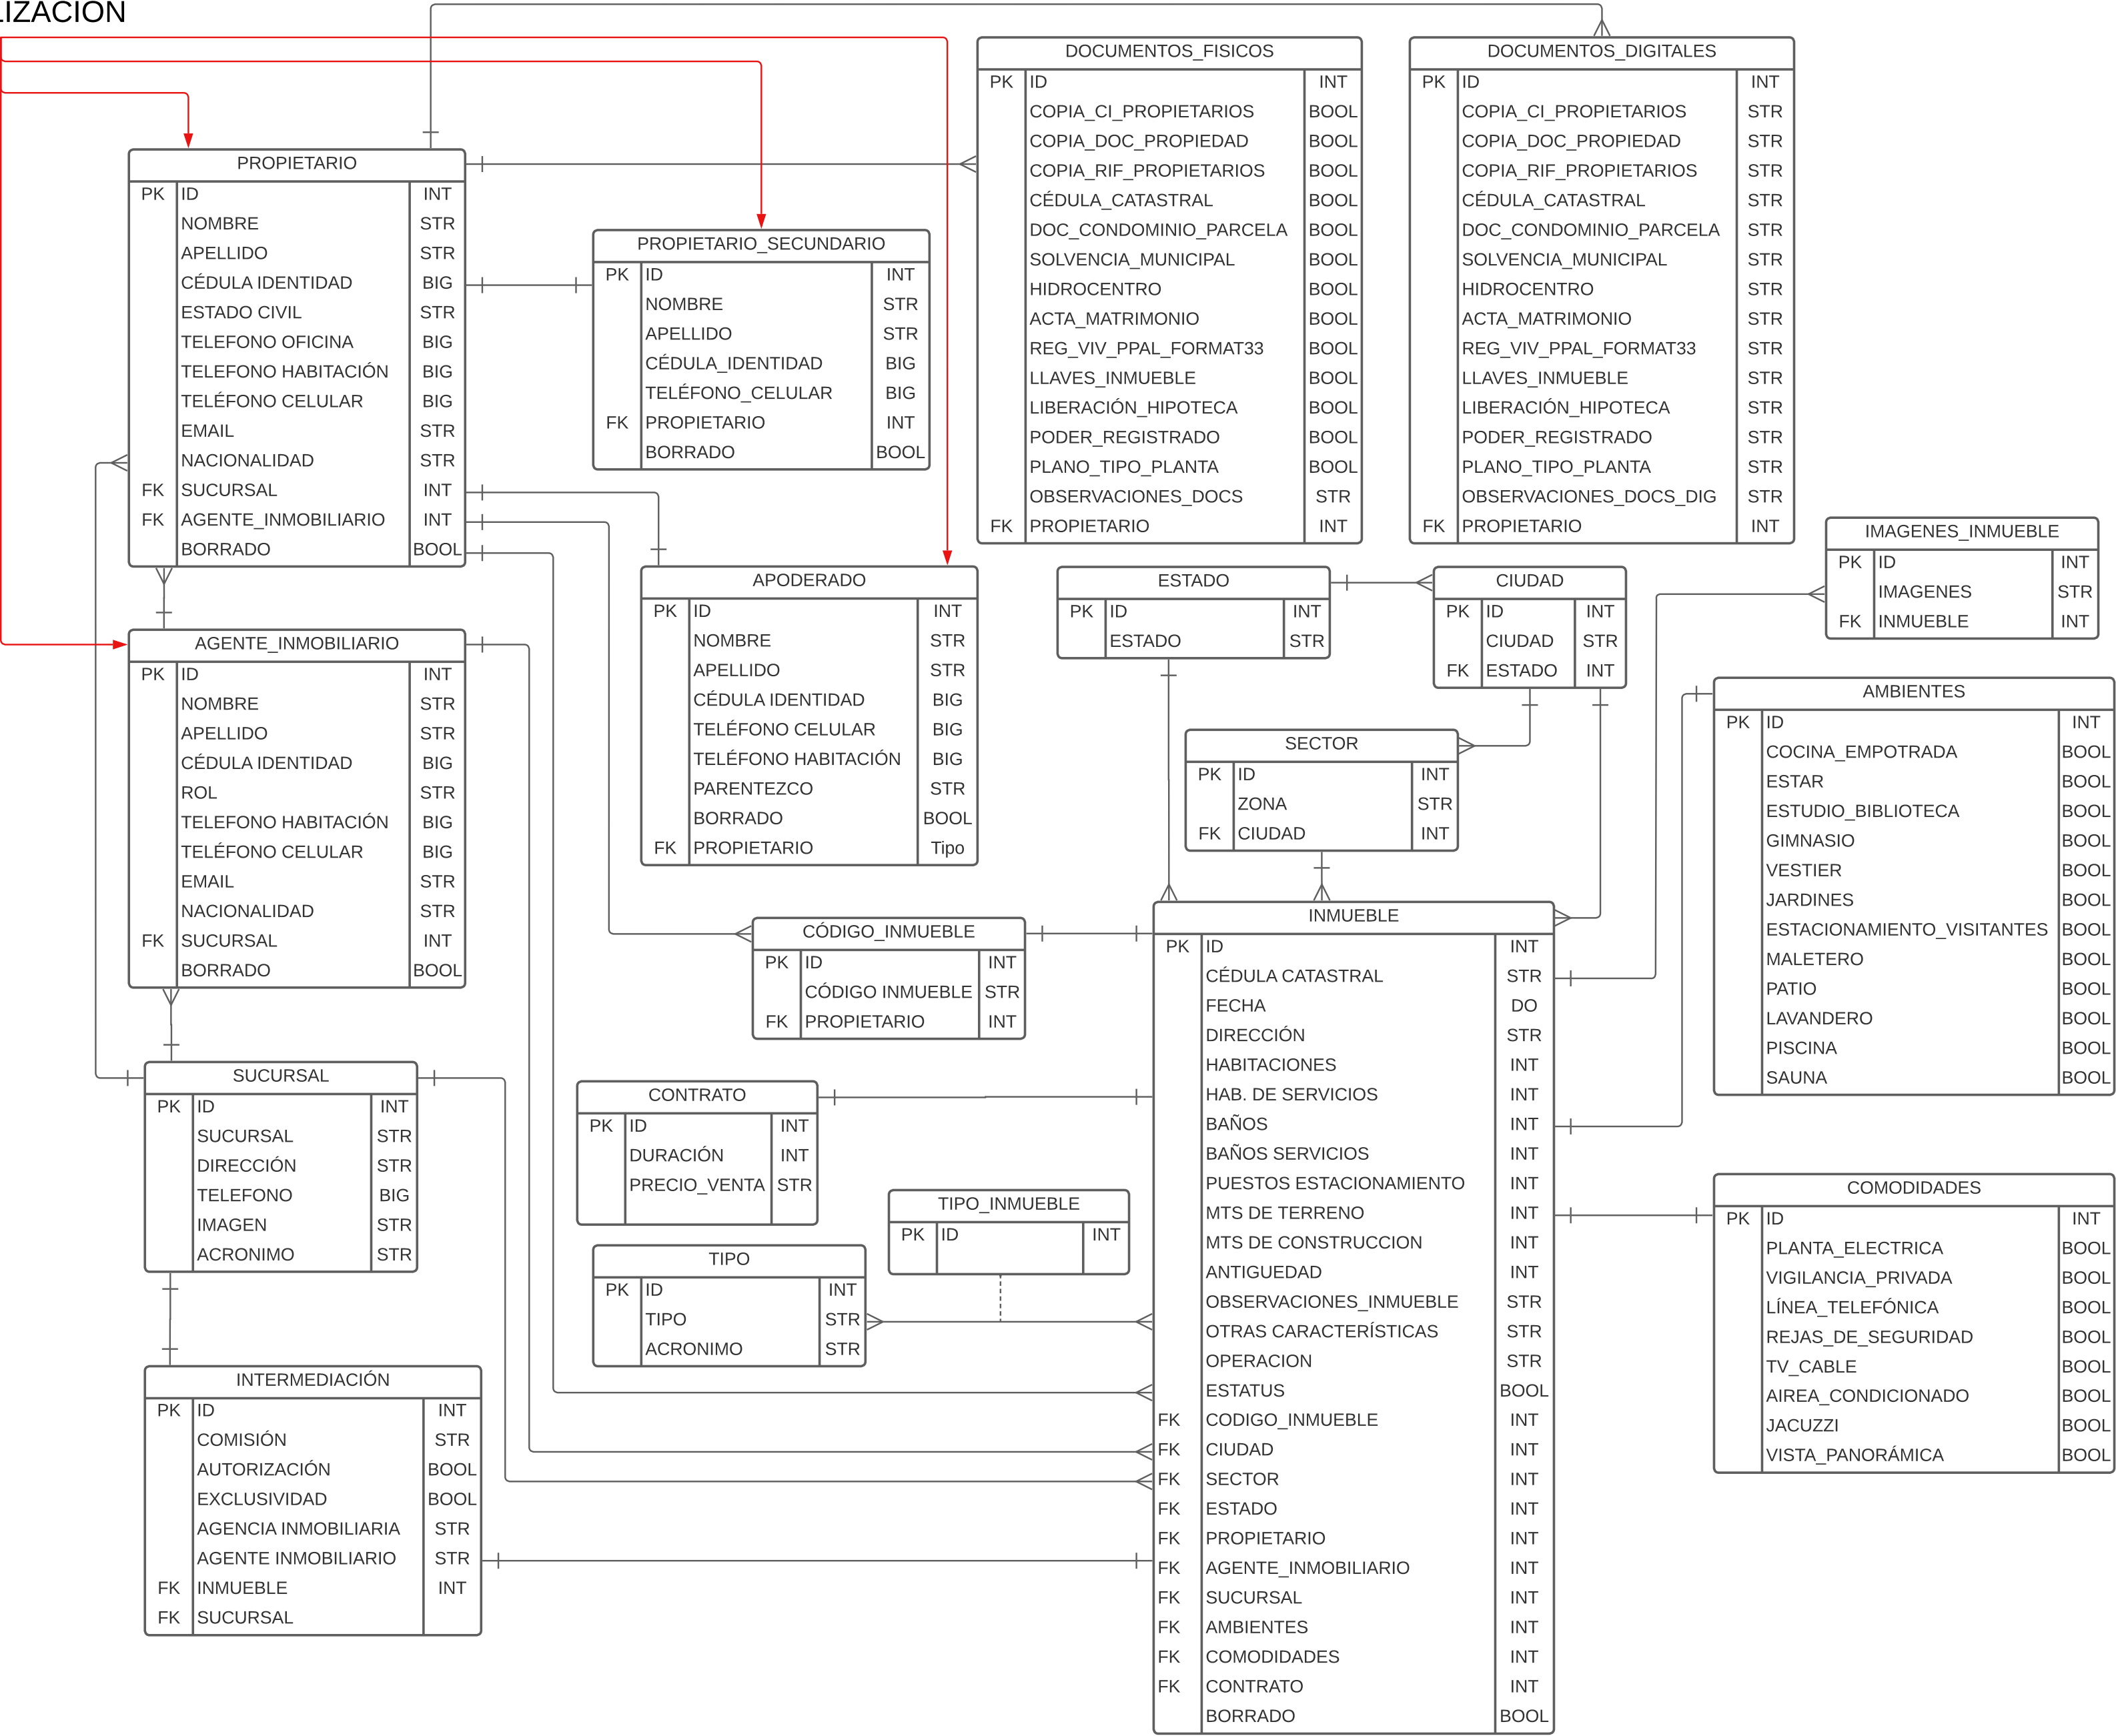 LIZACIÓN
PROPIETARIO
PK ID INT
NOMBRE STR
APELLIDO STR
CÉDULA IDENTIDAD BIG
ESTADO CIVIL STR
TELEFONO OFICINA BIG
TELEFONO HABITACIÓN BIG
TELÉFONO CELULAR BIG
EMAIL STR
NACIONALIDAD STR
FK SUCURSAL INT
FK AGENTE_INMOBILIARIO INT
BORRADO BOOL
PROPIETARIO_SECUNDARIO
PK ID INT
NOMBRE STR
APELLIDO STR
CÉDULA_IDENTIDAD BIG
TELÉFONO_CELULAR BIG
FK PROPIETARIO INT
BORRADO BOOL
DOCUMENTOS_FISICOS
PK ID INT
COPIA_CI_PROPIETARIOS BOOL
COPIA_DOC_PROPIEDAD BOOL
COPIA_RIF_PROPIETARIOS BOOL
CÉDULA_CATASTRAL BOOL
DOC_CONDOMINIO_PARCELA BOOL
SOLVENCIA_MUNICIPAL BOOL
HIDROCENTRO BOOL
ACTA_MATRIMONIO BOOL
REG_VIV_PPAL_FORMAT33 BOOL
LLAVES_INMUEBLE BOOL
LIBERACIÓN_HIPOTECA BOOL
PODER_REGISTRADO BOOL
PLANO_TIPO_PLANTA BOOL
OBSERVACIONES_DOCS STR
FK PROPIETARIO INT
DOCUMENTOS_DIGITALES
PK ID INT
COPIA_CI_PROPIETARIOS STR
COPIA_DOC_PROPIEDAD STR
COPIA_RIF_PROPIETARIOS STR
CÉDULA_CATASTRAL STR
DOC_CONDOMINIO_PARCELA STR
SOLVENCIA_MUNICIPAL STR
HIDROCENTRO STR
ACTA_MATRIMONIO STR
REG_VIV_PPAL_FORMAT33 STR
LLAVES_INMUEBLE STR
LIBERACIÓN_HIPOTECA STR
PODER_REGISTRADO STR
PLANO_TIPO_PLANTA STR
OBSERVACIONES_DOCS_DIG STR
FK PROPIETARIO INT
IMAGENES_INMUEBLE
PK ID INT
IMAGENES STR
FK INMUEBLE INT
AGENTE_INMOBILIARIO
PK ID INT
NOMBRE STR
APELLIDO STR
CÉDULA IDENTIDAD BIG
ROL STR
TELEFONO HABITACIÓN BIG
TELÉFONO CELULAR BIG
EMAIL STR
NACIONALIDAD STR
FK SUCURSAL INT
BORRADO BOOL
APODERADO
PK ID INT
NOMBRE STR
APELLIDO STR
CÉDULA IDENTIDAD BIG
TELÉFONO CELULAR BIG
TELÉFONO HABITACIÓN BIG
PARENTEZCO STR
BORRADO BOOL
FK PROPIETARIO Tipo
ESTADO
PK ID INT
ESTADO STR
CIUDAD
PK ID INT
CIUDAD STR
FK ESTADO INT
SECTOR
PK ID INT
ZONA STR
FK CIUDAD INT
AMBIENTES
PK ID INT
COCINA_EMPOTRADA BOOL
ESTAR BOOL
ESTUDIO_BIBLIOTECA BOOL
GIMNASIO BOOL
VESTIER BOOL
JARDINES BOOL
ESTACIONAMIENTO_VISITANTES BOOL
MALETERO BOOL
PATIO BOOL
LAVANDERO BOOL
PISCINA BOOL
SAUNA BOOL
CÓDIGO_INMUEBLE
PK ID INT
CÓDIGO INMUEBLE STR
FK PROPIETARIO INT
INMUEBLE
PK ID INT
CÉDULA CATASTRAL STR
FECHA DO
DIRECCIÓN STR
HABITACIONES INT
HAB. DE SERVICIOS INT
BAÑOS INT
BAÑOS SERVICIOS INT
PUESTOS ESTACIONAMIENTO INT
MTS DE TERRENO INT
MTS DE CONSTRUCCION INT
ANTIGUEDAD INT
OBSERVACIONES_INMUEBLE STR
OTRAS CARACTERÍSTICAS STR
OPERACION STR
ESTATUS BOOL
FK CODIGO_INMUEBLE INT
FK CIUDAD INT
FK SECTOR INT
FK ESTADO INT
FK PROPIETARIO INT
FK AGENTE_INMOBILIARIO INT
FK SUCURSAL INT
FK AMBIENTES INT
FK COMODIDADES INT
FK CONTRATO INT
BORRADO BOOL
SUCURSAL
PK ID INT
SUCURSAL STR
DIRECCIÓN STR
TELEFONO BIG
IMAGEN STR
ACRONIMO STR
CONTRATO
PK ID INT
DURACIÓN INT
PRECIO_VENTA STR
TIPO_INMUEBLE
PK ID INT
TIPO
PK ID INT
TIPO STR
ACRONIMO STR
COMODIDADES
PK ID INT
PLANTA_ELECTRICA BOOL
VIGILANCIA_PRIVADA BOOL
LÍNEA_TELEFÓNICA BOOL
REJAS_DE_SEGURIDAD BOOL
TV_CABLE BOOL
AIREA_CONDICIONADO BOOL
JACUZZI BOOL
VISTA_PANORÁMICA BOOL
INTERMEDIACIÓN
PK ID INT
COMISIÓN STR
AUTORIZACIÓN BOOL
EXCLUSIVIDAD BOOL
AGENCIA INMOBILIARIA STR
AGENTE INMOBILIARIO STR
FK INMUEBLE INT
FK SUCURSAL